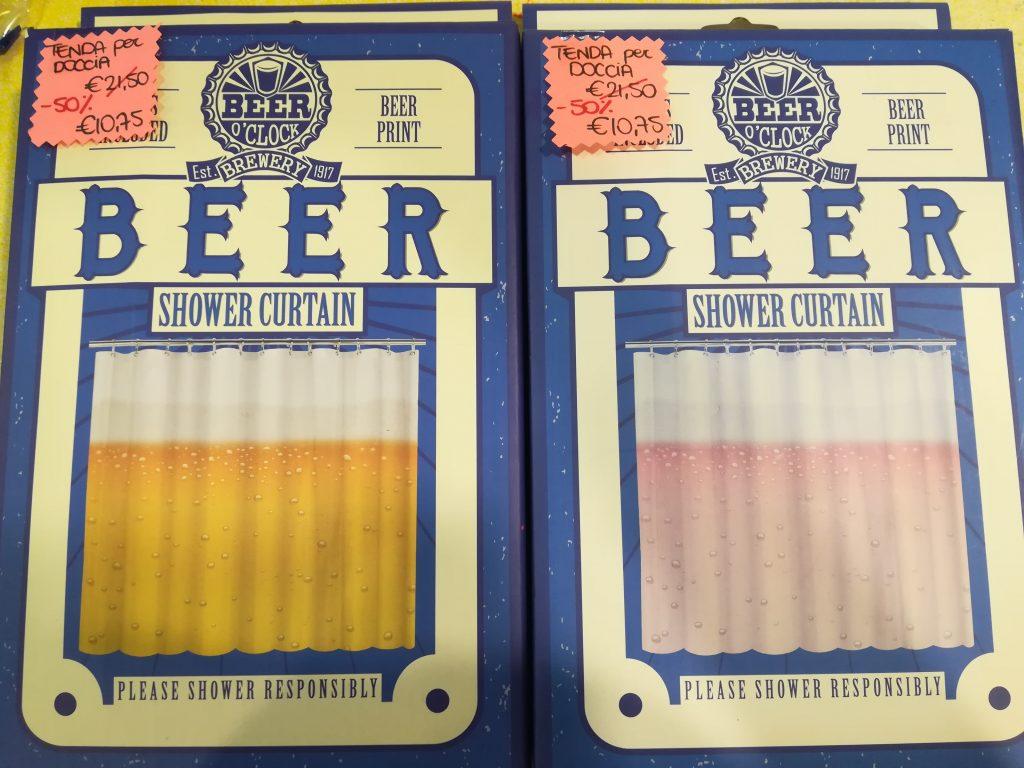 TENDA per
DOCCIA
€21,50
-50%
€10,75
BEER
O'CLOCK
BREWERY
Est. 1917
BEER
PRINT
BEER
SHOWER CURTAIN
PLEASE SHOWER RESPONSIBLY
TENDA per
DOCCIA
€21,50
-50%
€10,75
BEER
O'CLOCK
BREWERY
Est. 1917
BEER
PRINT
BEER
SHOWER CURTAIN
PLEASE SHOWER RESPONSIBLY